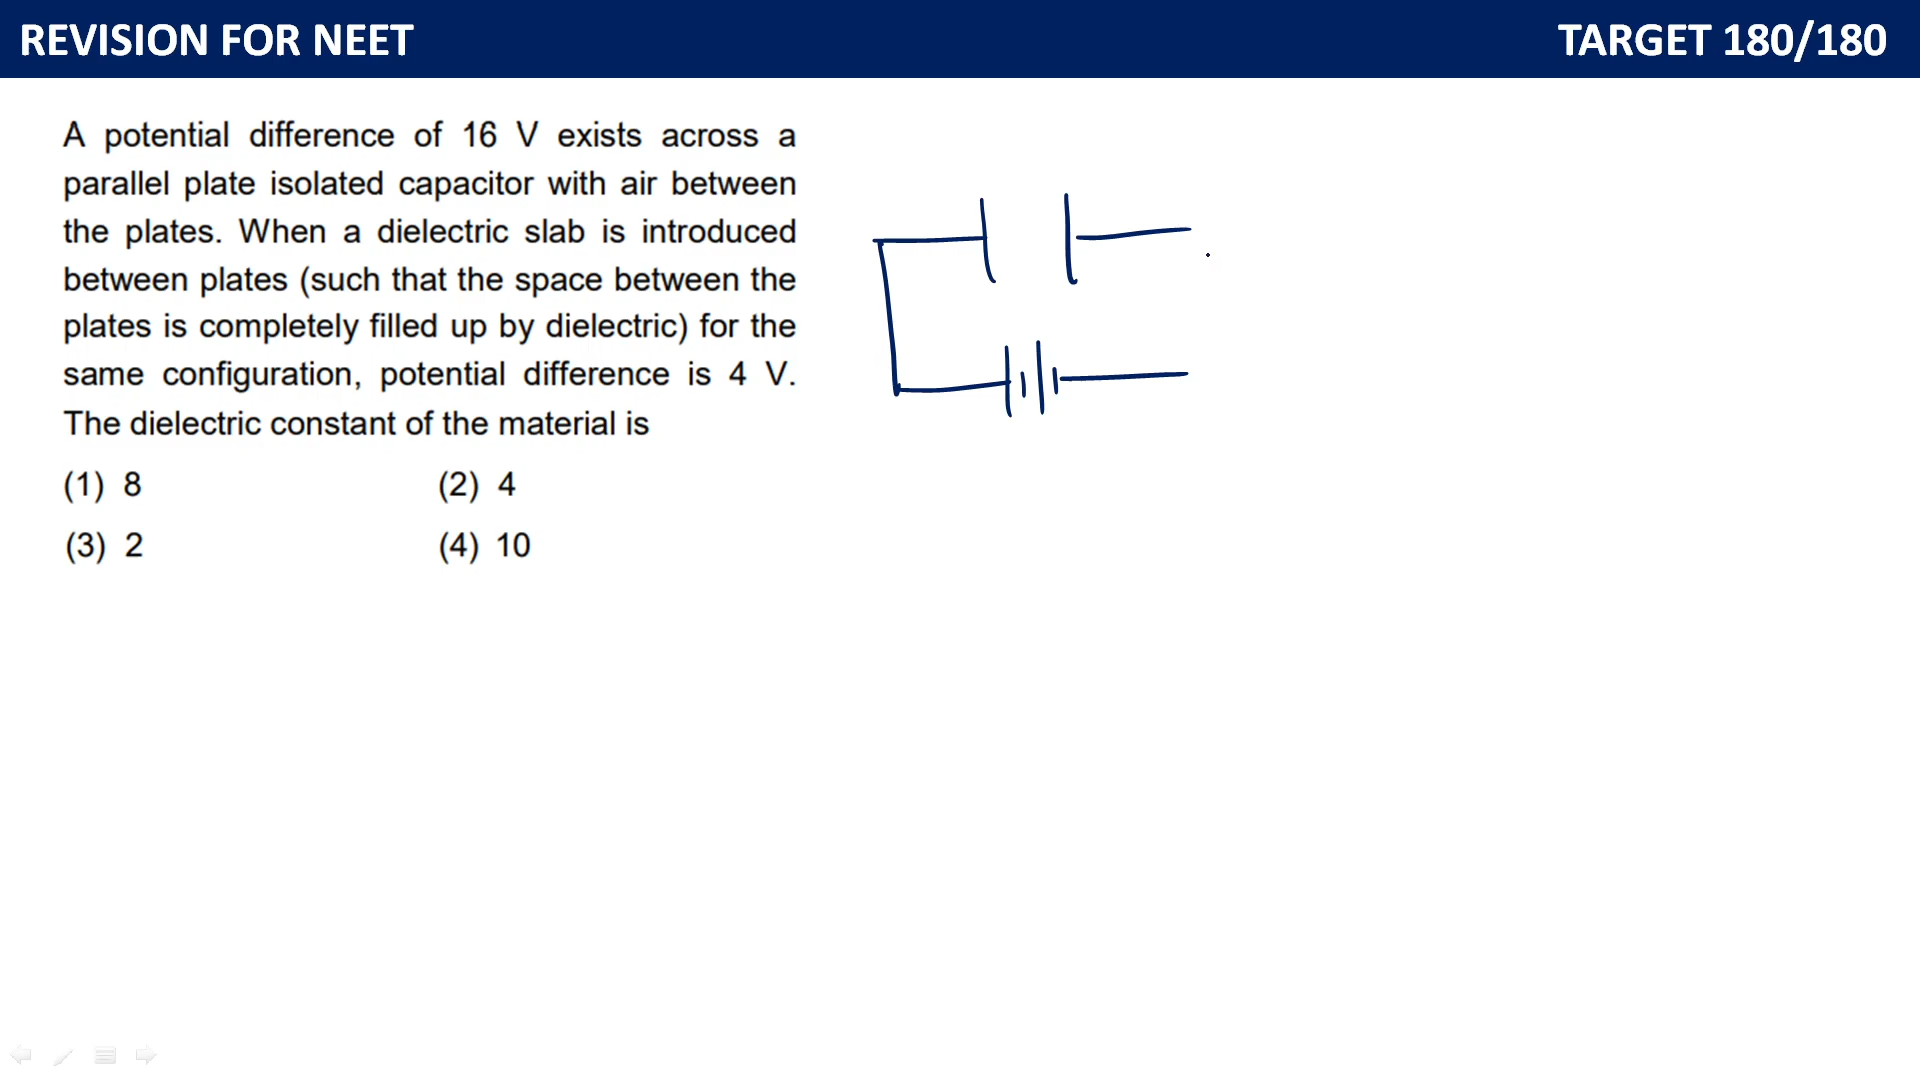 REVISION FOR NEET
TARGET 180/180
A potential difference of 16 V exists across a
parallel plate isolated capacitor with air between
the plates. When a dielectric slab is introduced
between plates (such that the space between the
plates is completely filled up by dielectric) for the
same configuration, potential difference is 4 V.
The dielectric constant of the material is
(1) 8
(2) 4
(3) 2
(4) 10